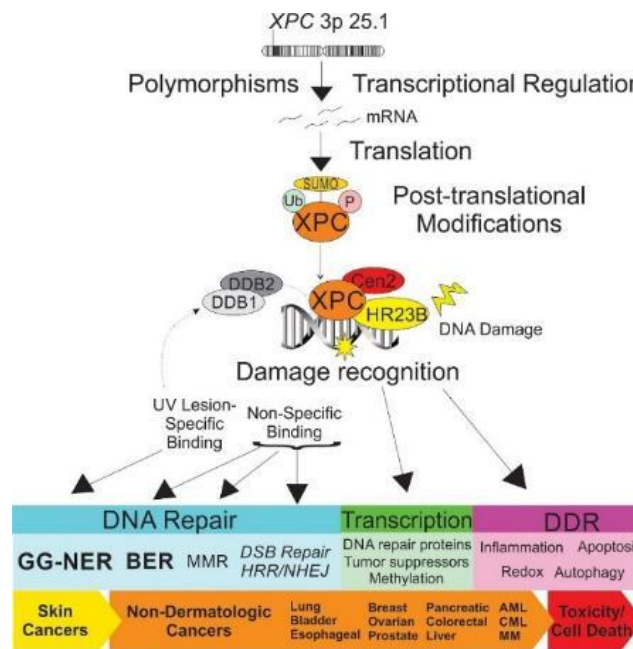 XPC 3p 25.1
Polymorphisms
Transcriptional Regulation
mRNA
Translation
SUMO
Ub
P
XPC
Post-translational
Modifications
DDB2
DDB1
XPC
Cen2
HR23B
DNA Damage
Damage recognition
UV Lesion-
Specific
Binding
Non-Specific
Binding
DNA Repair
Transcription
DDR
GG-NER
BER
MMR
DSB Repair
HRR/NHEJ
DNA repair proteins
Tumor suppressors
Methylation
Inflammation
Apoptosi
Redox
Autophagy
Skin
Cancers
Non-Dermatologic
Cancers
Lung
Bladder
Esophageal
Breast
Ovarian
Prostate
Pancreatic
Colorectal
Liver
AML
CML
MM
Toxicity/
Cell Death